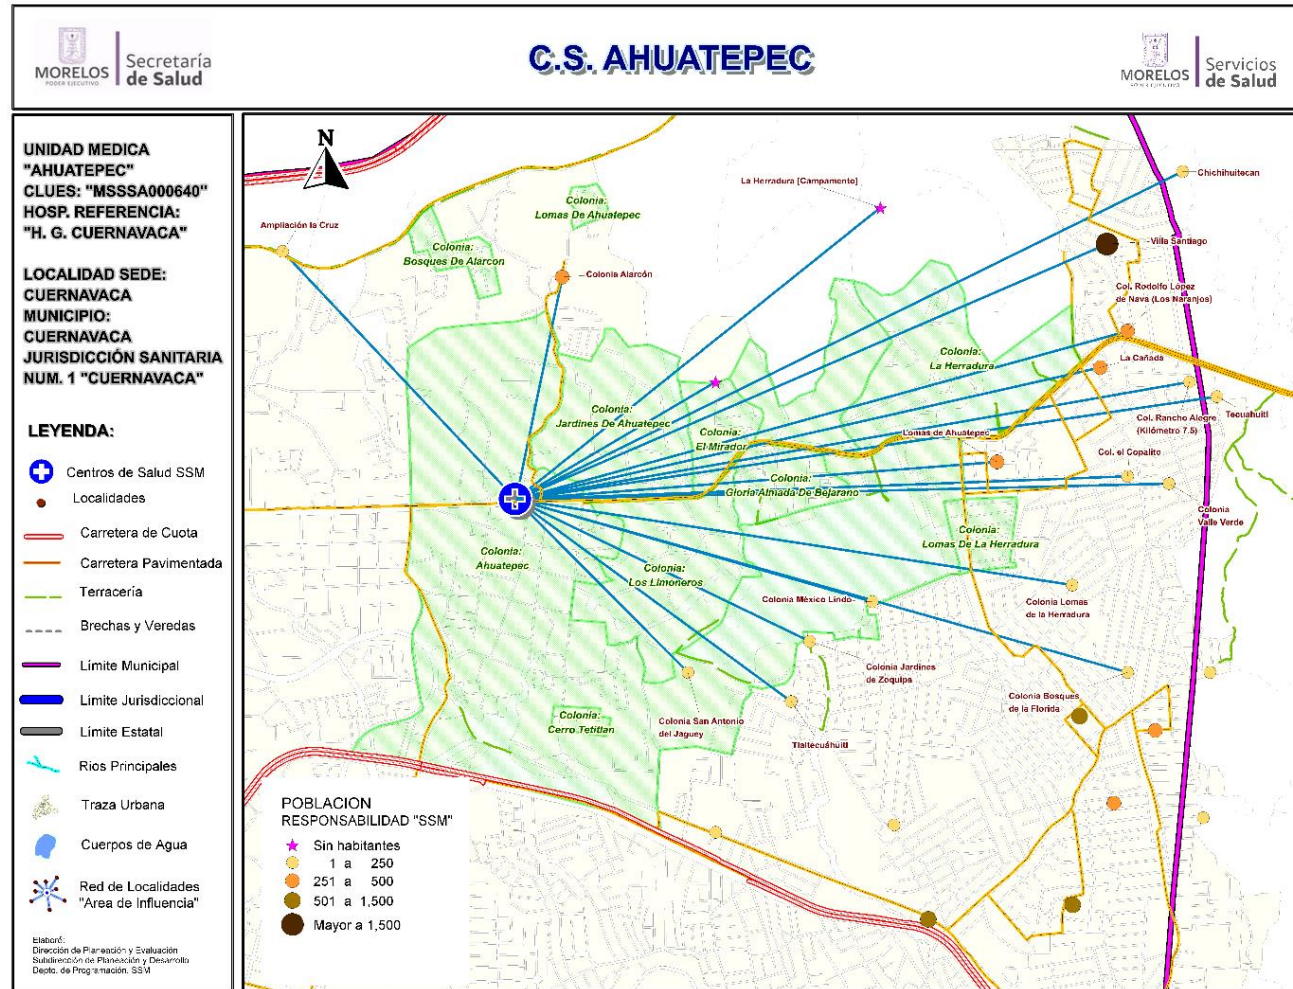 MORELOS
PODER EJECUTIVO
Secretaría
de Salud
C.S. AHUATEPEC
MORELOS
PODER EJECUTIVO
Servicios
de Salud
UNIDAD MEDICA
"AHUATEPEC"
CLUES: "MSSSA000640"
HOSP. REFERENCIA:
"H. G. CUERNAVACA"
LOCALIDAD SEDE:
CUERNAVACA
MUNICIPIO:
CUERNAVACA
JURISDICCIÓN SANITARIA
NUM. 1 "CUERNAVACA"
LEYENDA:
Centros de Salud SSM
Localidades
Carretera de Cuota
Carretera Pavimentada
Terracería
Brechas y Veredas
Límite Municipal
Límite Jurisdiccional
Límite Estatal
Rios Principales
Traza Urbana
Cuerpos de Agua
Red de Localidades
"Area de Influencia"
Elaboró:
Dirección de Planeación y Evaluación
Subdirección de Planeación y Desarrollo
Depto. de Programación. SSM
N
Ampliación la Cruz
Colonia:
Lomas De Ahuatepec
Colonia:
Bosques De Alarcon
Colonia Alarcón
La Herradura [Campamento]
Chichihuitecan
Villa Santiago
Col. Rodolfo López
de Nava (Los Naranjos)
Colonia:
La Herradura
La Cañada
Colonia:
Jardines De Ahuatepec
Colonia:
El Mirador
Lomas de Ahuatepec
Col. Rancho Alegre
(Kilómetro 7.5)
Tecuahuitl
Col. el Copalito
Colonia:
Gloria Almada De Bejarano
Colonia
Valle Verde
Colonia:
Lomas De La Herradura
Colonia:
Ahuatepec
Colonia:
Los Limoneros
Colonia México Lindo
Colonia Lomas
de la Herradura
Colonia Jardines
de Zoquipa
Colonia Bosques
de la Florida
Colonia:
Cerro Tetitlan
Colonia San Antonio
del Jaguey
Tlaltecuáhuitl
POBLACION
RESPONSABILIDAD "SSM"
Sin habitantes
1 a 250
251 a 500
501 a 1,500
Mayor a 1,500